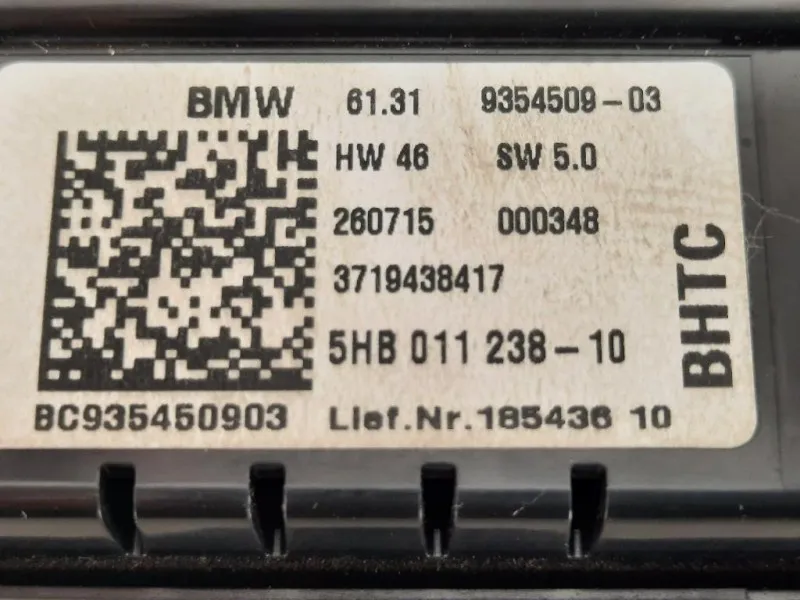 BMW 61.31 9354509-03
HW 46 SW 5.0
260715 000348
3719438417
5HB 011 238-10
BHTC
BC935450903 Lief.Nr.185436 10